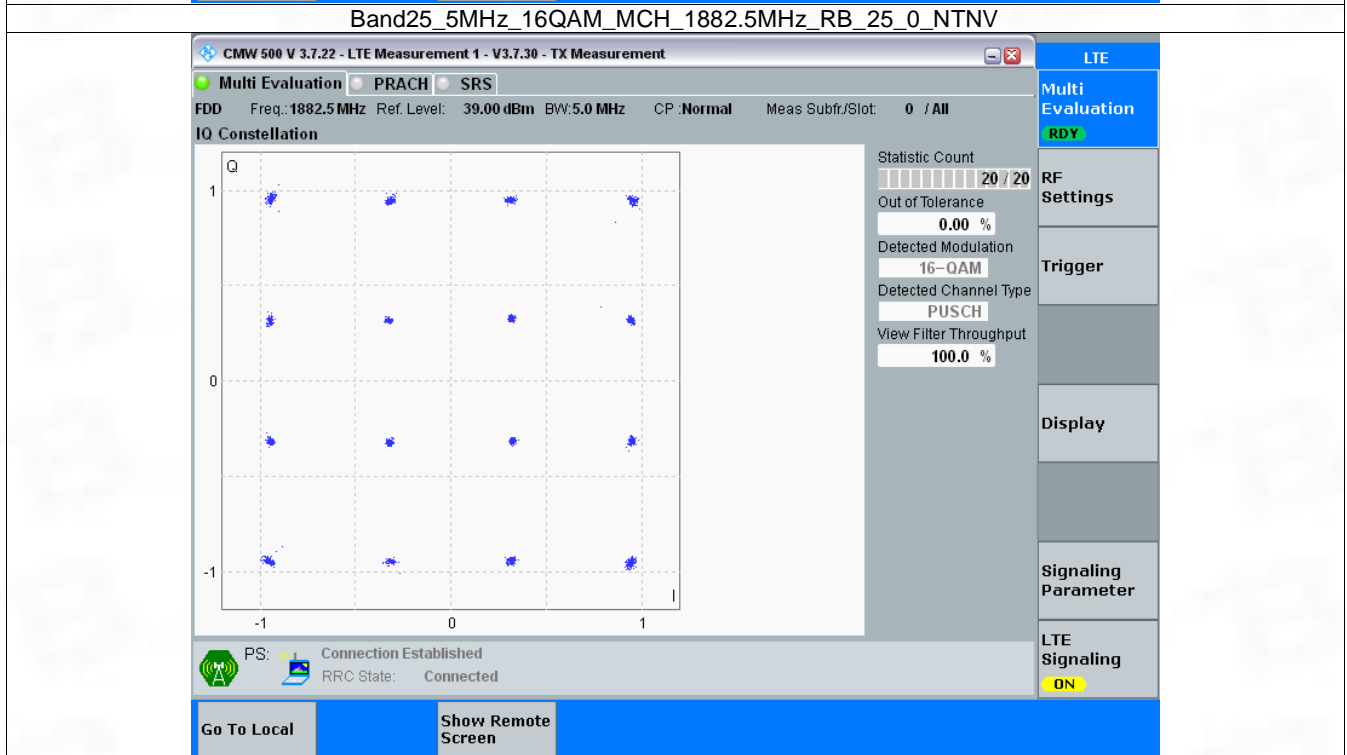 Band25_5MHz_16QAM_MCH_1882.5MHz_RB_25_0_NTNV
CMW 500 V 3.7.22 - LTE Measurement 1 - V3.7.30 - TX Measurement
LTE
Multi Evaluation PRACH SRS
Multi
Evaluation
RDY
FDD Freq.: 1882.5 MHz Ref. Level: 39.00 dBm BW: 5.0 MHz CP : Normal Meas Subfr./Slot: 0 / All
IQ Constellation
Q
1
0
-1
-1 0 1
I
Statistic Count
20 / 20
Out of Tolerance
0.00 %
Detected Modulation
16-QAM
Detected Channel Type
PUSCH
View Filter Throughput
100.0 %
RF
Settings
Trigger
Display
Signaling
Parameter
LTE
Signaling
ON
PS: Connection Established
RRC State: Connected
Go To Local
Show Remote
Screen